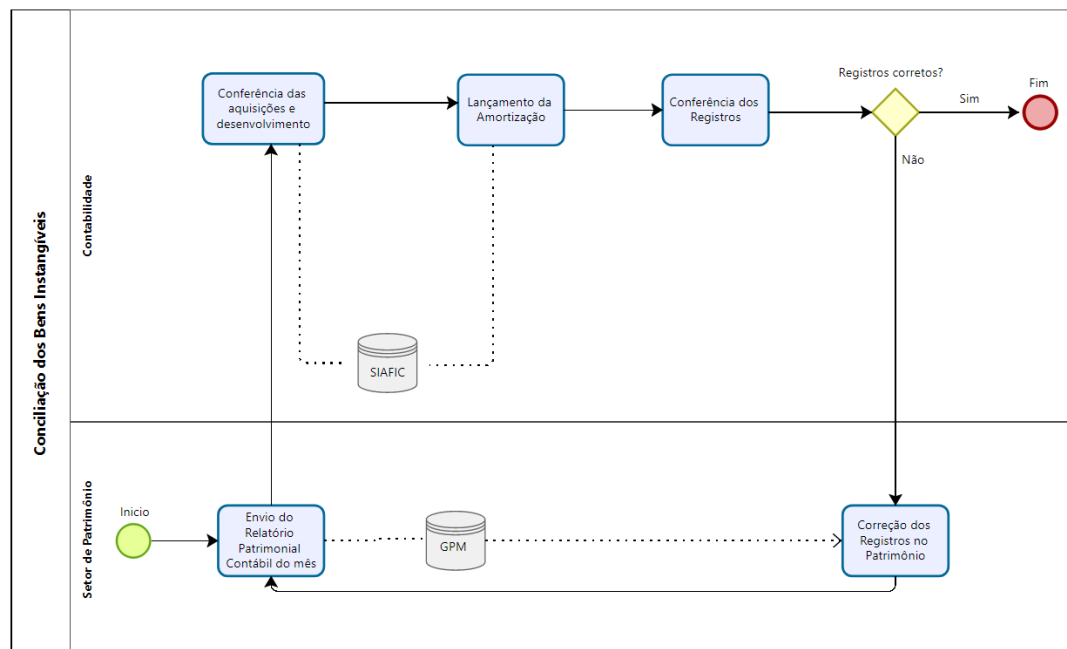 Conciliação dos Bens Instangíveis
Contabilidade
Conferência das
aquisições e
desenvolvimento
Lançamento da
Amortização
Conferência dos
Registros
Registros corretos?
Sim
Fim
Não
SIAFIC
Setor de Patrimônio
Inicio
Envio do
Relatório
Patrimonial
Contábil do mês
GPM
Correção dos
Registros no
Patrimônio